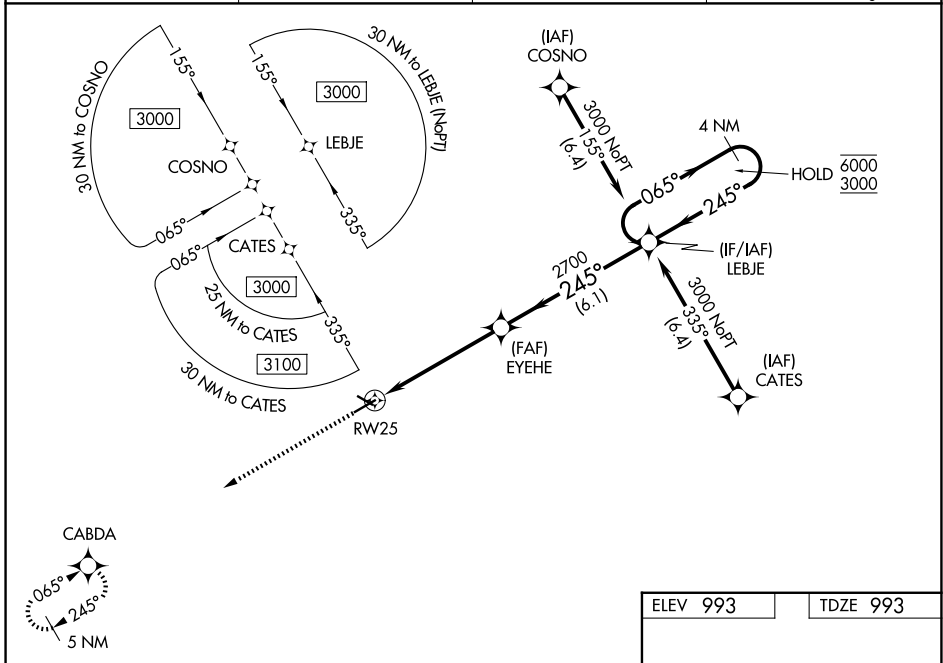 30 NM to COSNO
155°
3000
COSNO
065°
155°
3000
30 NM to LEBJE (NoPT)
LEBJE
335°
065°
CATES
3000
25 NM to CATES
335°
3100
30 NM to CATES
(IAF)
COSNO
3000 NoPT
155°
(6.4)
4 NM
065°
245°
HOLD
6000
3000
(IF/IAF)
LEBJE
2700
245°
(6.1)
3000 NoPT
335°
(6.4)
(FAF)
EYEHE
(IAF)
CATES
RW25
CABDA
065°
245°
5 NM
ELEV 993
TDZE 993